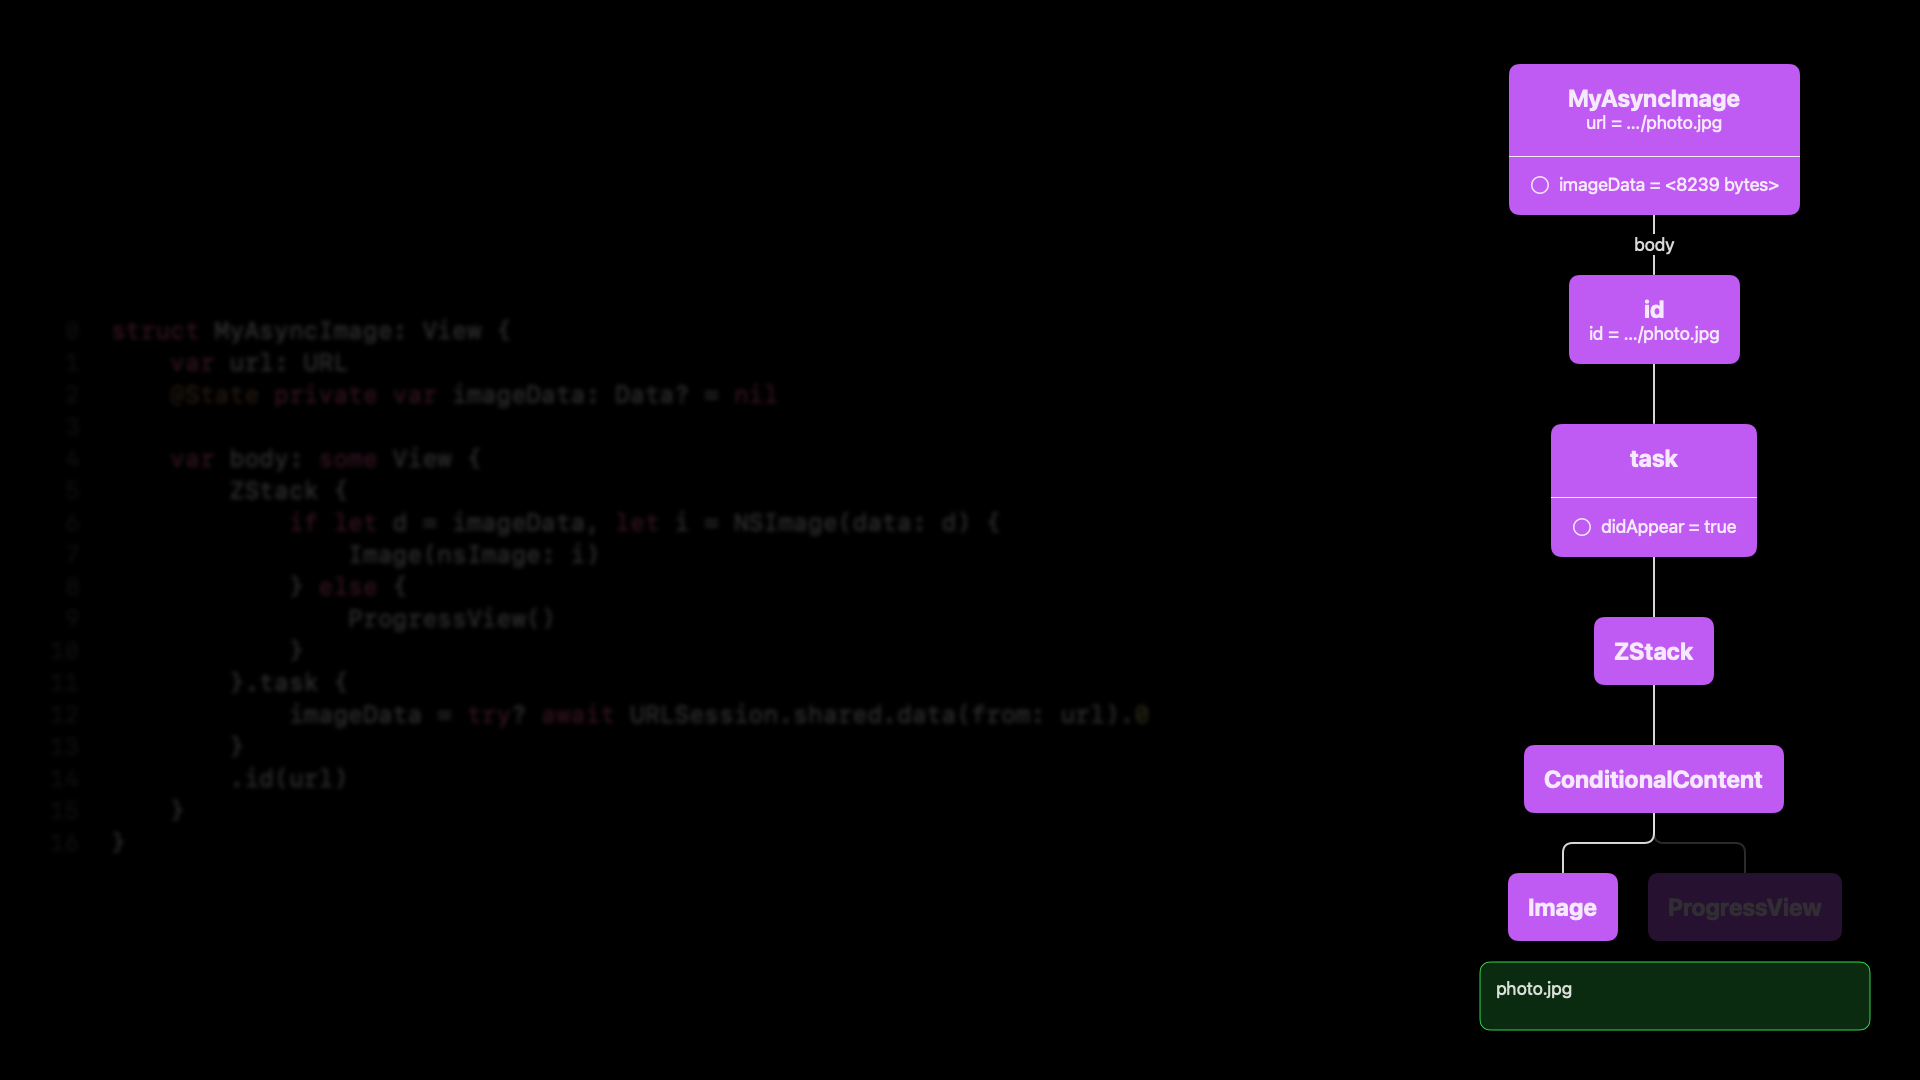 0 struct MyAsyncImage: View {
1 var url: URL
2 @State private var imageData: Data? = nil
3
4 var body: some View {
5 ZStack {
6 if let d = imageData, let i = NSImage(data: d) {
7 Image(nsImage: i)
8 } else {
9 ProgressView()
10 }
11 }.task {
12 imageData = try? await URLSession.shared.data(from: url).0
13 }
14 .id(url)
15 }
16 }
MyAsyncImage
url = .../photo.jpg
imageData = <8239 bytes>
body
id
id = .../photo.jpg
task
didAppear = true
ZStack
ConditionalContent
Image
ProgressView
photo.jpg